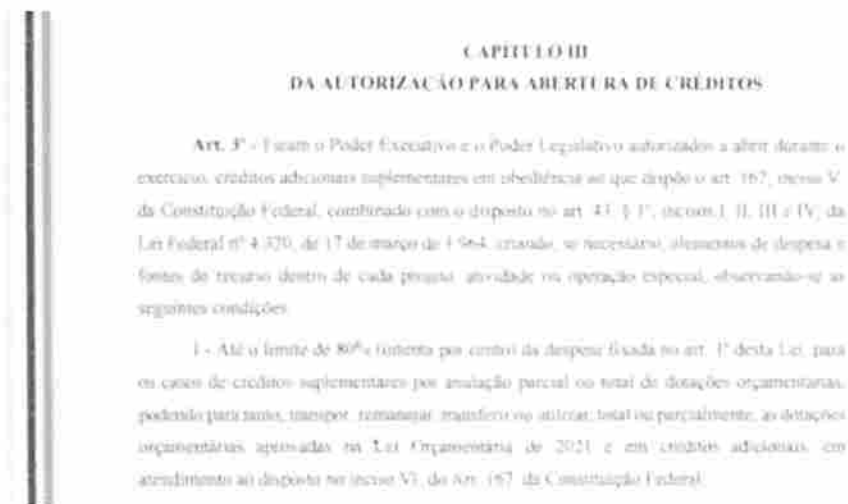 CAPÍTULO III
DA AUTORIZAÇÃO PARA ABERTURA DE CRÉDITOS
Art. 3º - Ficam o Poder Executivo e o Poder Legislativo autorizados a abrir durante o
exercício, créditos adicionais suplementares em obediência ao que dispõe o art. 167, inciso V,
da Constituição Federal, combinado com o disposto no art. 43, § 1º, incisos I, II, III e IV, da
Lei Federal nº 4.320, de 17 de março de 1.964, criando, se necessário, elementos de despesa e
fontes de recurso dentro de cada projeto, atividade ou operação especial, observando-se as
seguintes condições
I - Até o limite de 80% (oitenta por cento) da despesa fixada no art. 1º desta Lei, para
os casos de créditos suplementares por anulação parcial ou total de dotações orçamentárias,
podendo para tanto, transpor, remanejar, transferir ou utilizar, total ou parcialmente, as dotações
orçamentárias aprovadas na Lei Orçamentária de 2021 e em créditos adicionais, em
atendimento ao disposto no inciso VI, do Art. 167, da Constituição Federal.